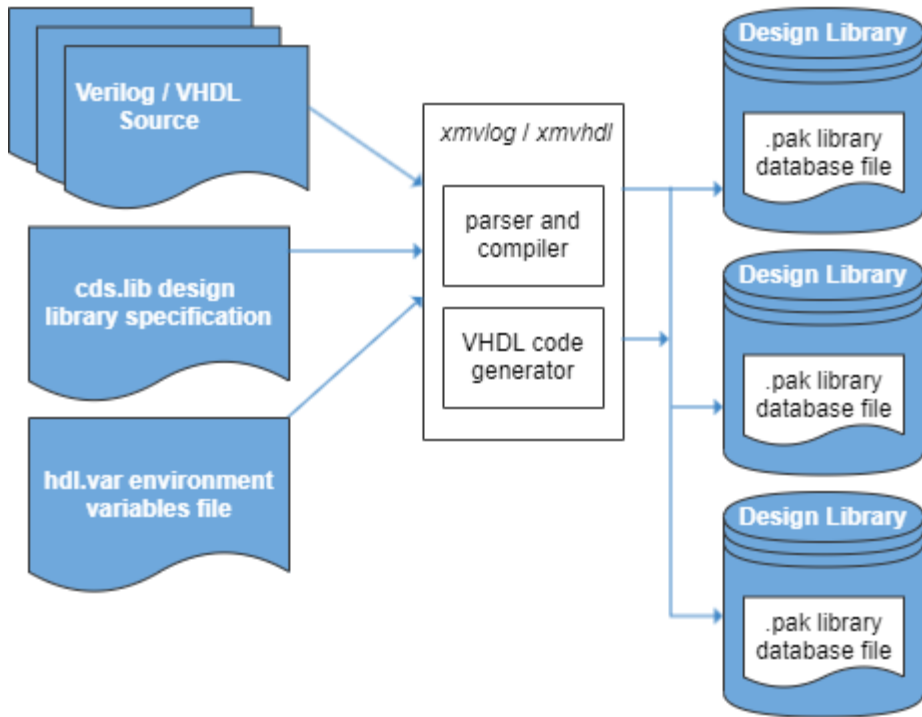 Verilog / VHDL
Source
cds.lib design
library specification
hdl.var environment
variables file
xmvlog / xmvhdl
parser and
compiler
VHDL code
generator
Design Library
.pak library
database file
Design Library
.pak library
database file
Design Library
.pak library
database file